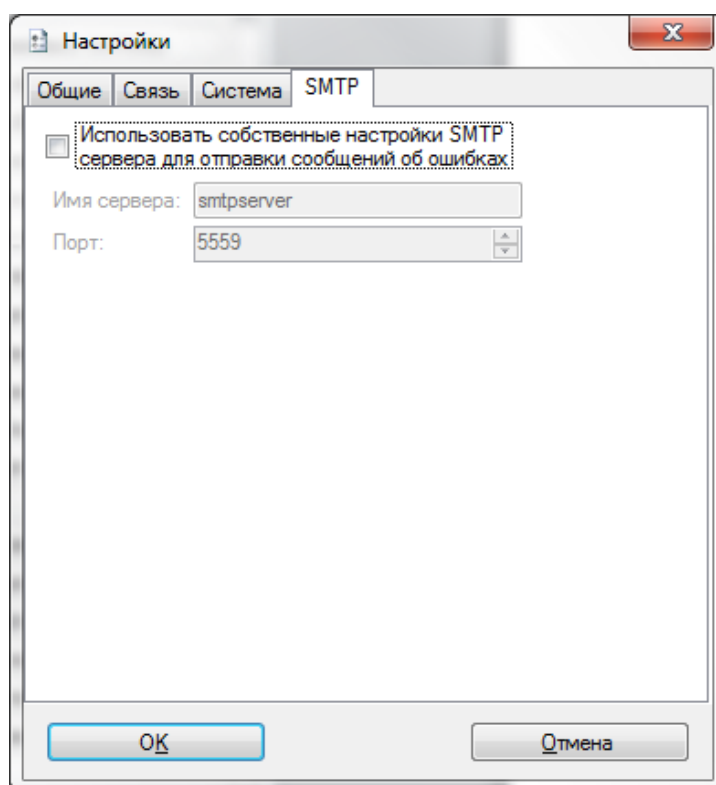 Настройки
Общие Связь Система SMTP
Использовать собственные настройки SMTP
сервера для отправки сообщений об ошибках
Имя сервера: smtpserver
Порт: 5559
OK Отмена